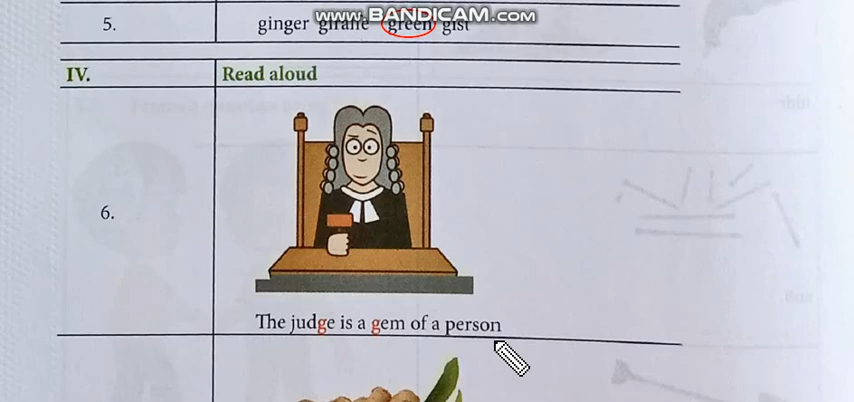 www.BANDICAM.com
5. ginger giraffe green gist
IV. Read aloud
6.
The judge is a gem of a person